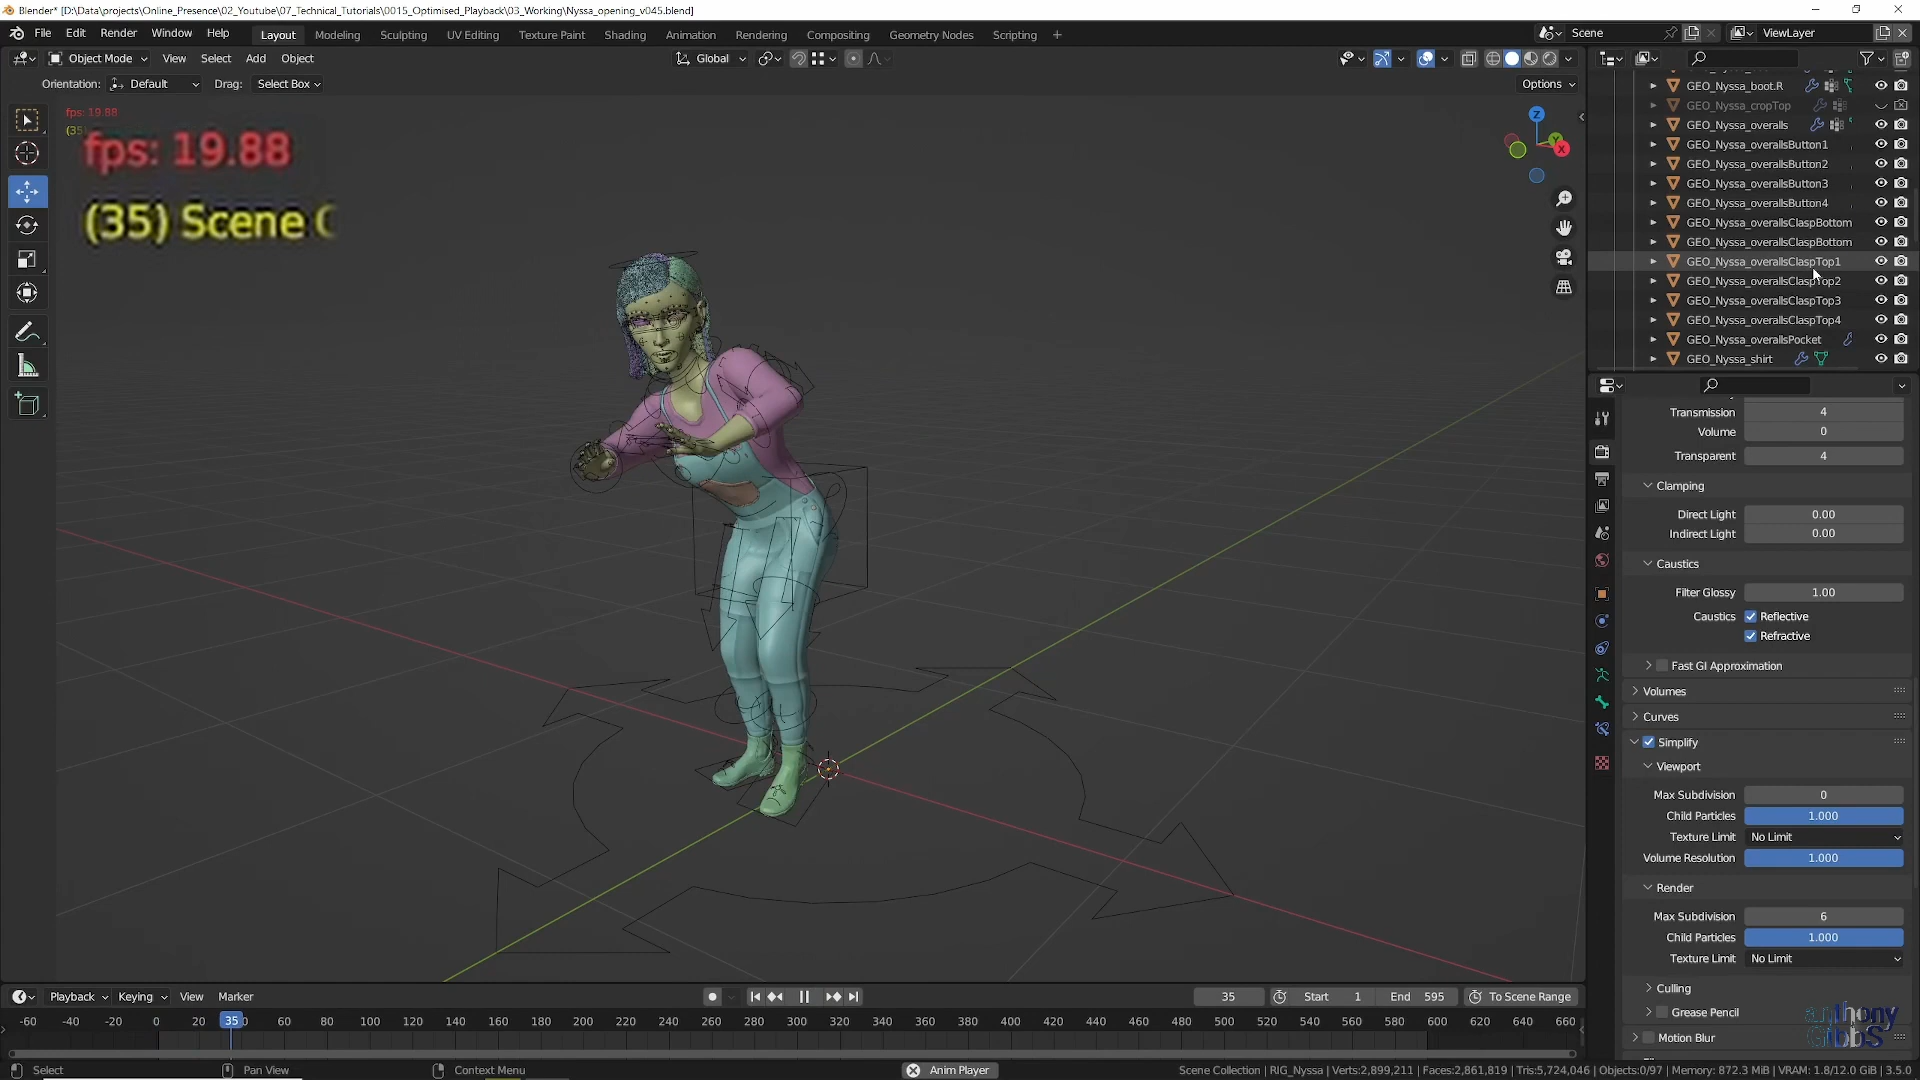 Blender* [D:\Data\projects\Online_Presence\02_Youtube\07_Technical_Tutorials\0015_Optimised_Playback\03_Working\Nyssa_opening_v045.blend]
File Edit Render Window Help Layout Modeling Sculpting UV Editing Texture Paint Shading Animation Rendering Compositing Geometry Nodes Scripting + Scene ViewLayer
Object Mode View Select Add Object Global
Orientation: Default Drag: Select Box Options
fps: 19.88
(35)
fps: 19.88
(35) Scene
Z
Y
X
GEO_Nyssa_boot.R
GEO_Nyssa_cropTop
GEO_Nyssa_overalls
GEO_Nyssa_overallsButton1
GEO_Nyssa_overallsButton2
GEO_Nyssa_overallsButton3
GEO_Nyssa_overallsButton4
GEO_Nyssa_overallsClaspBottom
GEO_Nyssa_overallsClaspBottom
GEO_Nyssa_overallsClaspTop1
GEO_Nyssa_overallsClaspTop2
GEO_Nyssa_overallsClaspTop3
GEO_Nyssa_overallsClaspTop4
GEO_Nyssa_overallsPocket
GEO_Nyssa_shirt
Transmission 4
Volume 0
Transparent 4
Clamping
Direct Light 0.00
Indirect Light 0.00
Caustics
Filter Glossy 1.00
Caustics Reflective
Refractive
Fast GI Approximation
Volumes
Curves
Simplify
Viewport
Max Subdivision 0
Child Particles 1.000
Texture Limit No Limit
Volume Resolution 1.000
Render
Max Subdivision 6
Child Particles 1.000
Texture Limit No Limit
Culling
Grease Pencil
Motion Blur
anthony
Gibbs
Playback Keying View Marker 35 Start 1 End 595 To Scene Range
-60 -40 -20 0 20 35 60 80 100 120 140 160 180 200 220 240 260 280 300 320 340 360 380 400 420 440 460 480 500 520 540 560 580 600 620 640 660
Select Pan View Context Menu Anim Player Scene Collection | RIG_Nyssa | Verts:2,899,211 | Faces:2,861,819 | Tris:5,724,046 | Objects:0/97 | Memory: 872.3 MiB | VRAM: 1.8/12.0 GiB | 3.5.0